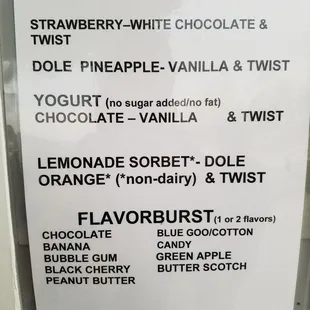 STRAWBERRY–WHITE CHOCOLATE &
TWIST
DOLE PINEAPPLE- VANILLA & TWIST
YOGURT (no sugar added/no fat)
CHOCOLATE – VANILLA & TWIST
LEMONADE SORBET*- DOLE
ORANGE* (*non-dairy) & TWIST
FLAVORBURST (1 or 2 flavors)
CHOCOLATE BLUE GOO/COTTON
BANANA CANDY
BUBBLE GUM GREEN APPLE
BLACK CHERRY BUTTER SCOTCH
PEANUT BUTTER